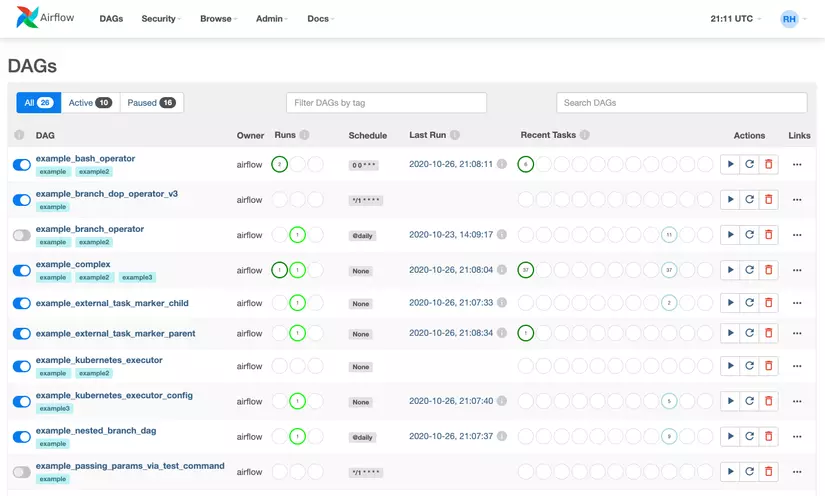 Airflow DAGs Security Browse Admin Docs 21:11 UTC RH
DAGs
All 26 Active 10 Paused 16 Filter DAGs by tag Search DAGs
DAG Owner Runs Schedule Last Run Recent Tasks Actions Links
example_bash_operator
example example2
airflow 2 0 0 * * * 2020-10-26, 21:08:11 6
example_branch_dop_operator_v3
example
airflow */1 * * * *
example_branch_operator
example example2
airflow 1 @daily 2020-10-23, 14:09:17 11
example_complex
example example2 example3
airflow 1 1 None 2020-10-26, 21:08:04 37 37
example_external_task_marker_child airflow 1 None 2020-10-26, 21:07:33 2
example_external_task_marker_parent airflow 1 None 2020-10-26, 21:08:34 1
example_kubernetes_executor
example example2
airflow None
example_kubernetes_executor_config
example3
airflow 1 None 2020-10-26, 21:07:40 5
example_nested_branch_dag
example
airflow 1 @daily 2020-10-26, 21:07:37 9
example_passing_params_via_test_command
example
airflow */1 * * * *